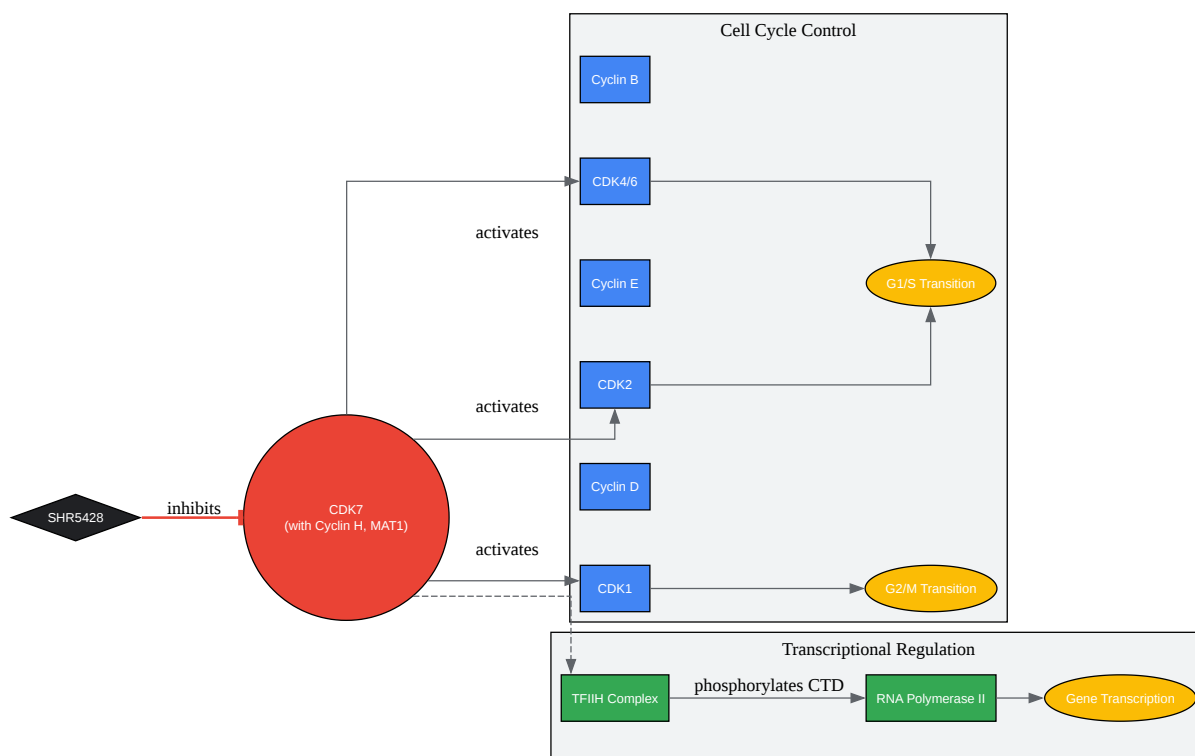 Cell Cycle Control
Cyclin B
CDK4/6
activates
Cyclin E
G1/S Transition
CDK2
activates
Cyclin D
SHR5428
inhibits
CDK7
(with Cyclin H, MAT1)
activates
CDK1
G2/M Transition
Transcriptional Regulation
TFIIH Complex
phosphorylates CTD
RNA Polymerase II
Gene Transcription